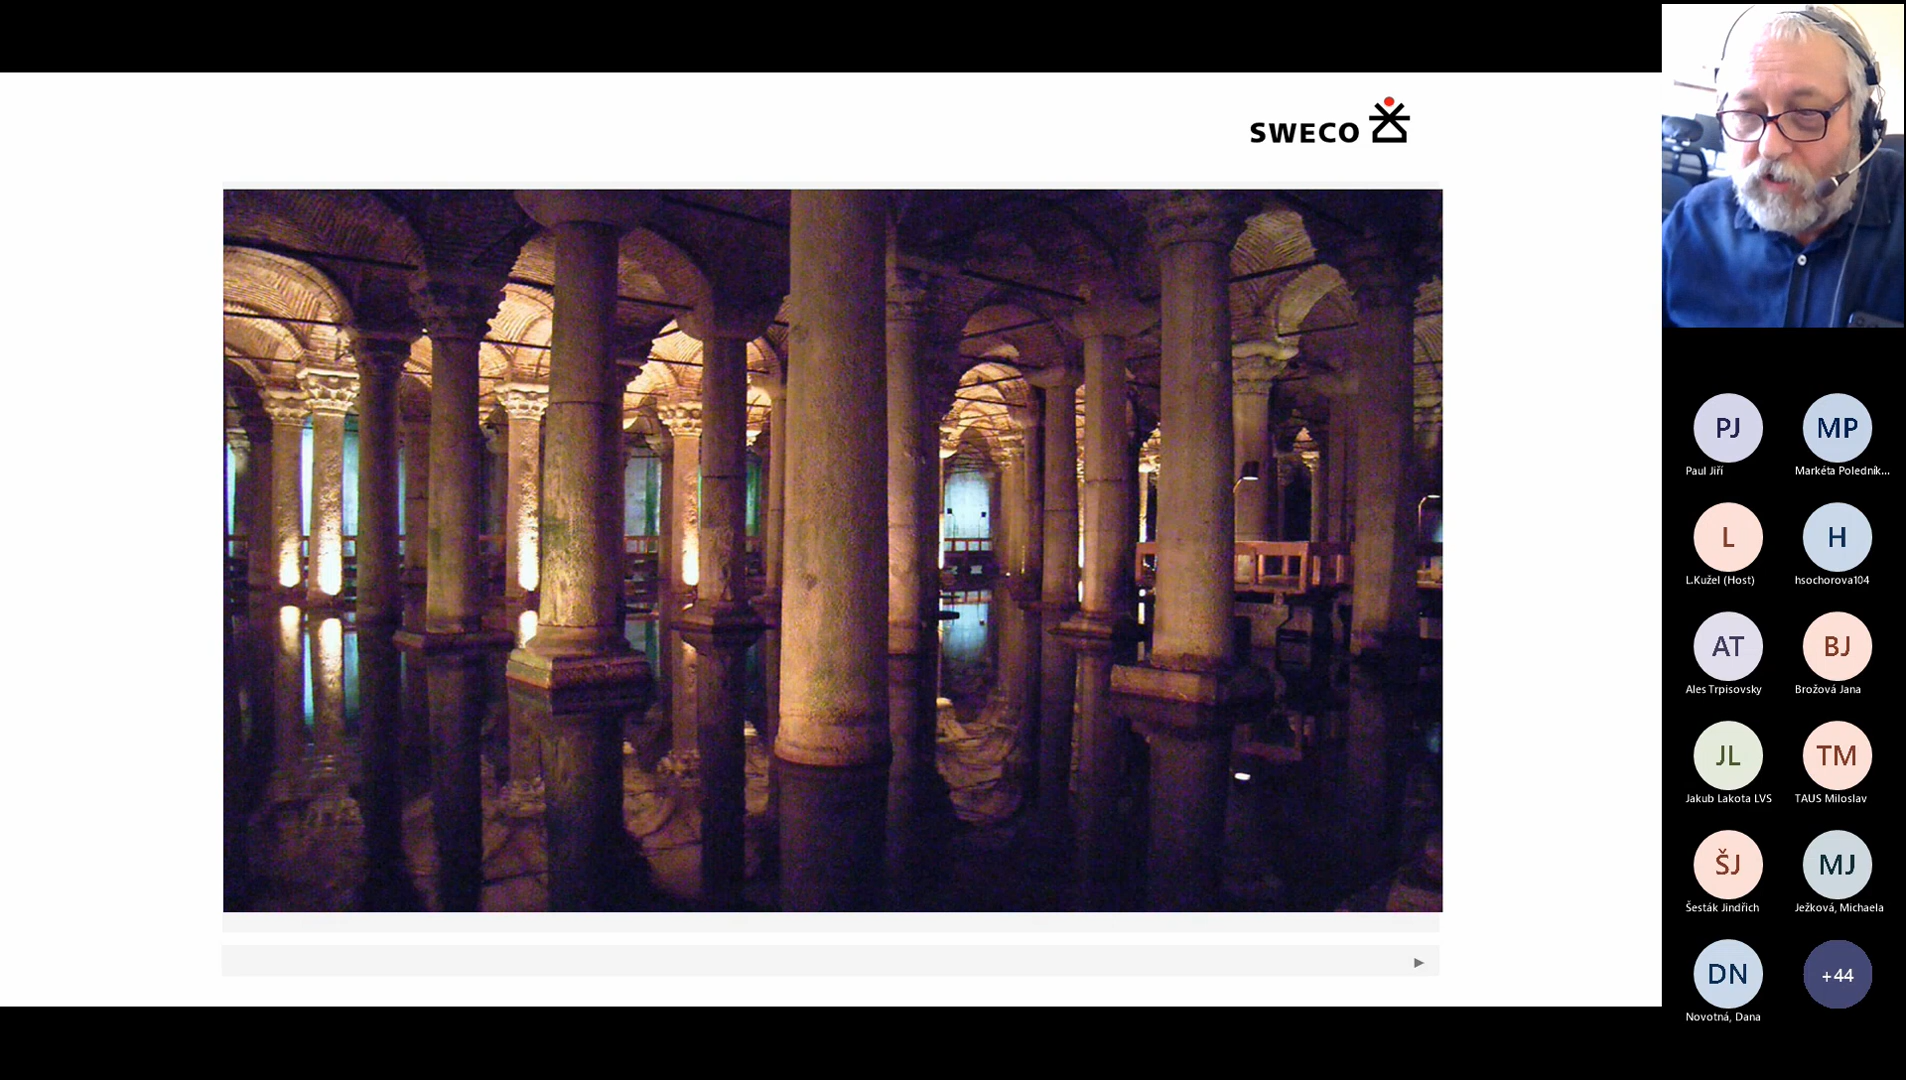 SWECO
PJ
Paul Jiří
MP
Markéta Poledník...
L
L.Kužel (Host)
H
hsochorova104
AT
Ales Trpisovsky
BJ
Brožová Jana
JL
Jakub Lakota LVS
TM
TAUS Miloslav
ŠJ
Šesták Jindřich
MJ
Ježková, Michaela
DN
Novotná, Dana
+44